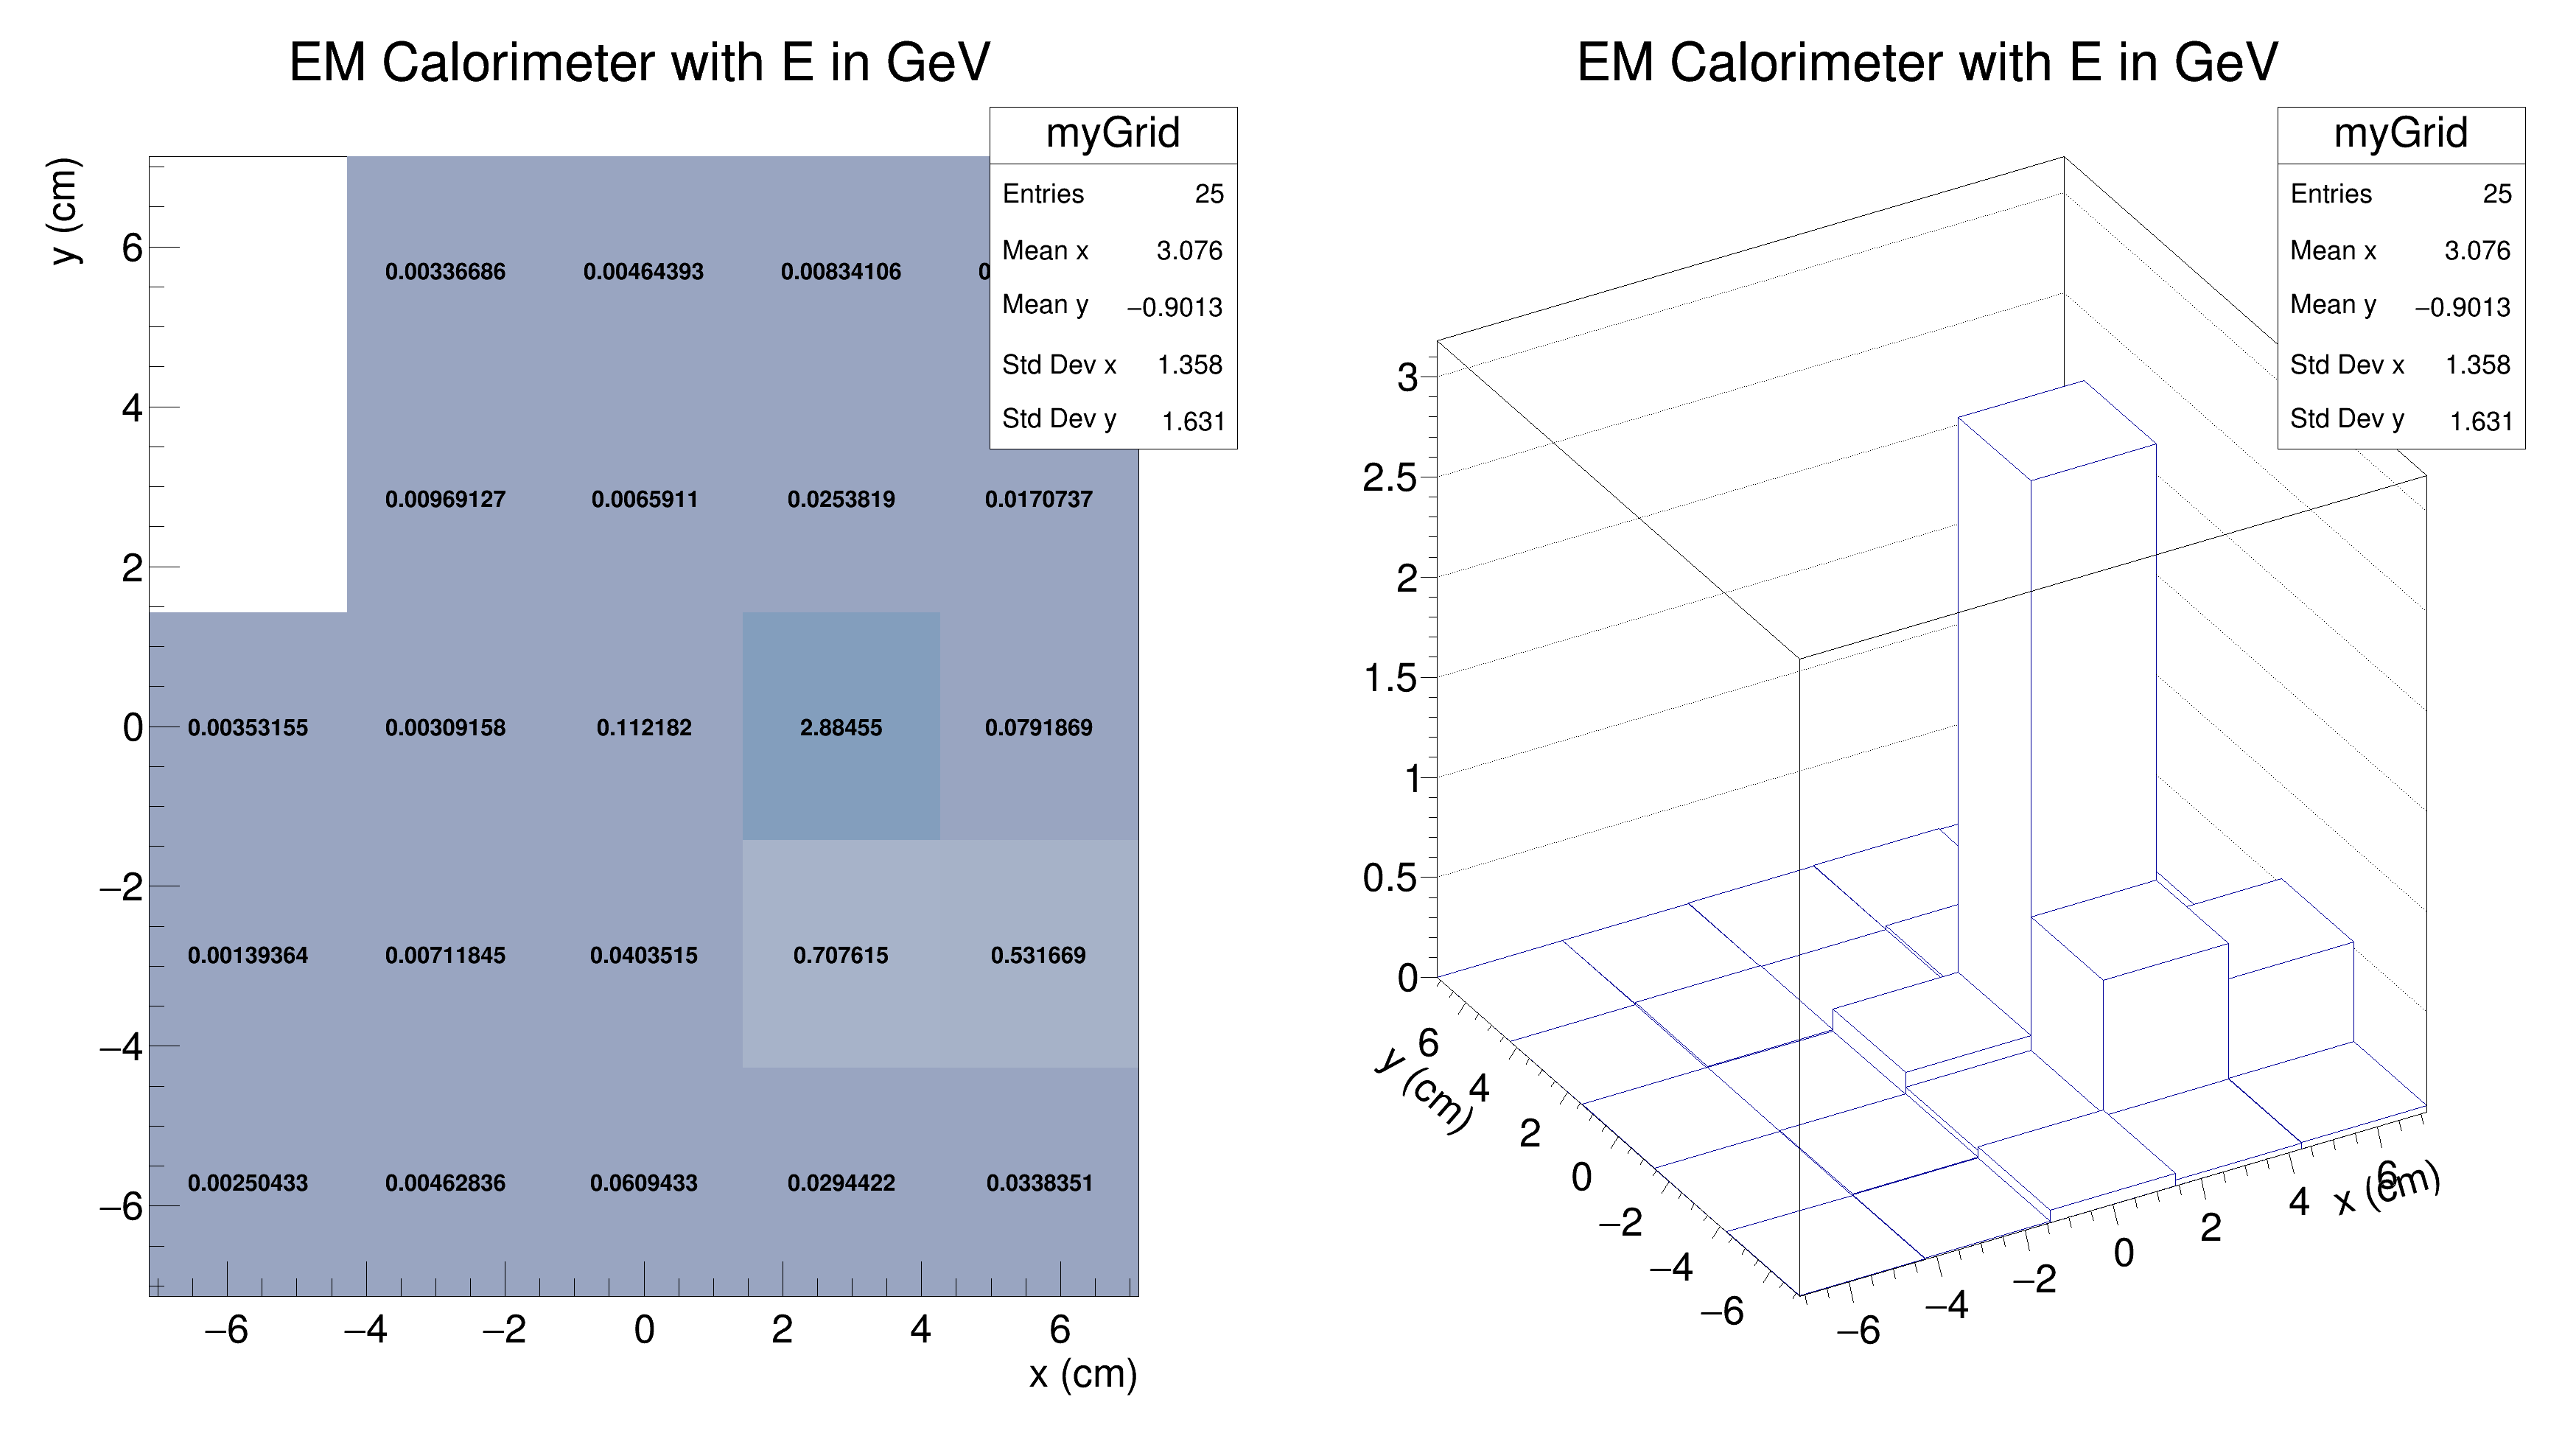 EM Calorimeter with E in GeV
myGrid
Entries 25
Mean x 3.076
Mean y −0.9013
Std Dev x 1.358
Std Dev y 1.631
y (cm)
6
4
2
0
−2
−4
−6
0.00336686 0.00464393 0.00834106 0
0.00969127 0.0065911 0.0253819 0.0170737
0.00353155 0.00309158 0.112182 2.88455 0.0791869
0.00139364 0.00711845 0.0403515 0.707615 0.531669
0.00250433 0.00462836 0.0609433 0.0294422 0.0338351
−6 −4 −2 0 2 4 6
x (cm)
EM Calorimeter with E in GeV
myGrid
Entries 25
Mean x 3.076
Mean y −0.9013
Std Dev x 1.358
Std Dev y 1.631
3
2.5
2
1.5
1
0.5
0
y (cm)
6
4
2
0
−2
−4
−6
−6
−4
−2
0
2
4
6
x (cm)